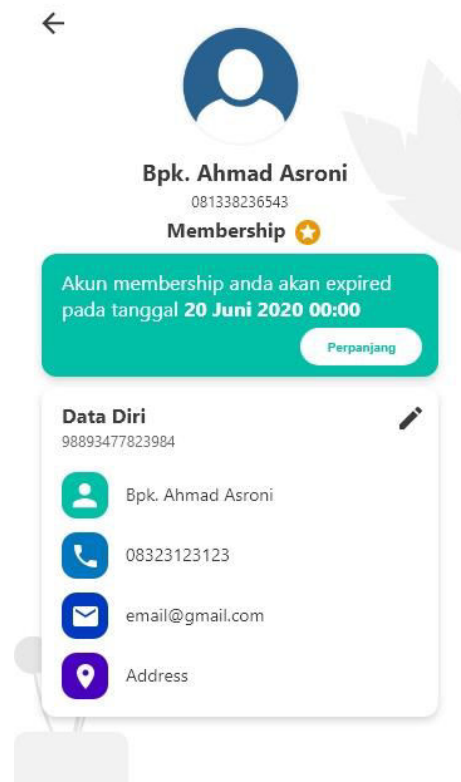 Bpk. Ahmad Asroni
081338236543
Membership
Akun membership anda akan expired
pada tanggal 20 Juni 2020 00:00
Perpanjang
Data Diri
98893477823984
Bpk. Ahmad Asroni
08323123123
email@gmail.com
Address